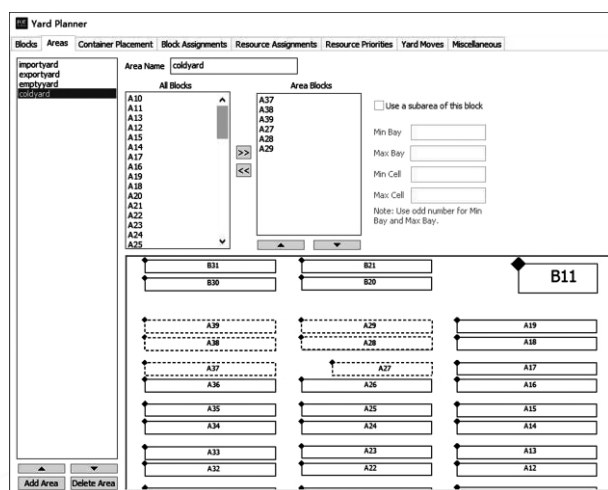 Yard Planner
Blocks Areas Container Placement Block Assignments Resource Assignments Resource Priorities Yard Moves Miscellaneous
importyard
exportyard
emptyyard
coldyard
Area Name coldyard
All Blocks
A10
A11
A13
A12
A15
A14
A17
A16
A19
A18
A20
A21
A22
A23
A24
A25
>>
<<
Area Blocks
A37
A38
A39
A27
A28
A29
Use a subarea of this block
Min Bay
Max Bay
Min Cell
Max Cell
Note: Use odd number for Min
Bay and Max Bay.
B31 B21 B11
B30 B20
A39 A29 A19
A38 A28 A18
A37 A27 A17
A36 A26 A16
A35 A25 A15
A34 A24 A14
A33 A23 A13
A32 A22 A12
Add Area Delete Area